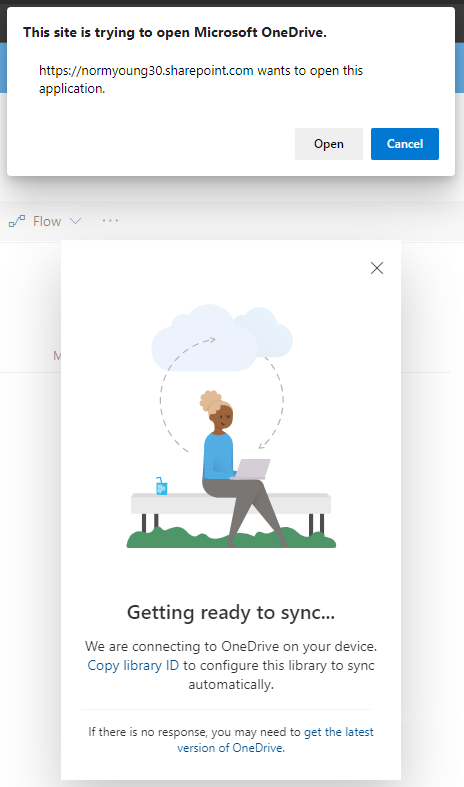 This site is trying to open Microsoft OneDrive.
https://normyoung30.sharepoint.com wants to open this
application.
Open
Cancel
Flow
M
Getting ready to sync...
We are connecting to OneDrive on your device.
Copy library ID to configure this library to sync
automatically.
If there is no response, you may need to get the latest
version of OneDrive.